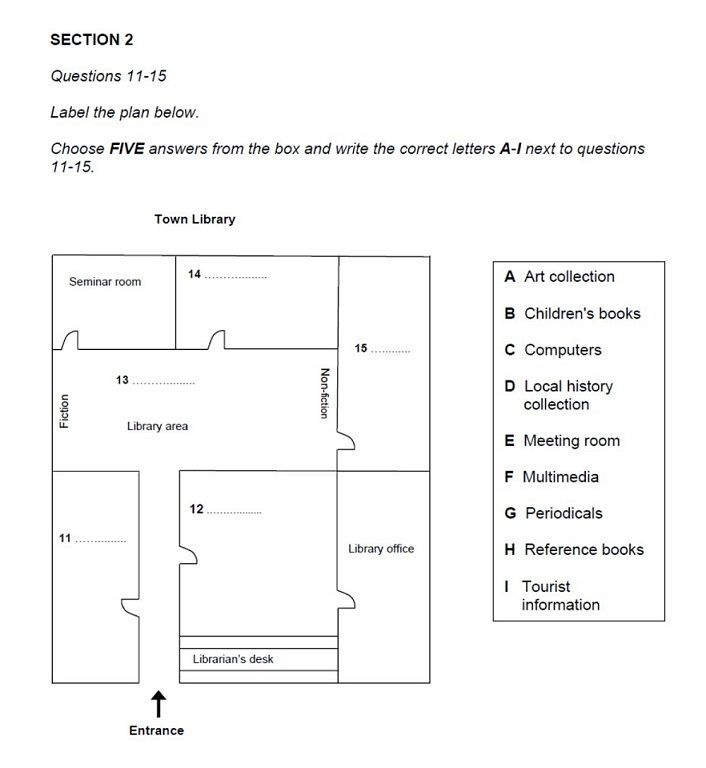 SECTION 2
Questions 11-15
Label the plan below.
Choose FIVE answers from the box and write the correct letters A-I next to questions
11-15.
Town Library
Seminar room
14 ....................
15 ............
13 ....................
Fiction
Non-fiction
Library area
11 ................
12 .................
Library office
Librarian's desk
Entrance
A Art collection
B Children's books
C Computers
D Local history
collection
E Meeting room
F Multimedia
G Periodicals
H Reference books
I Tourist
information